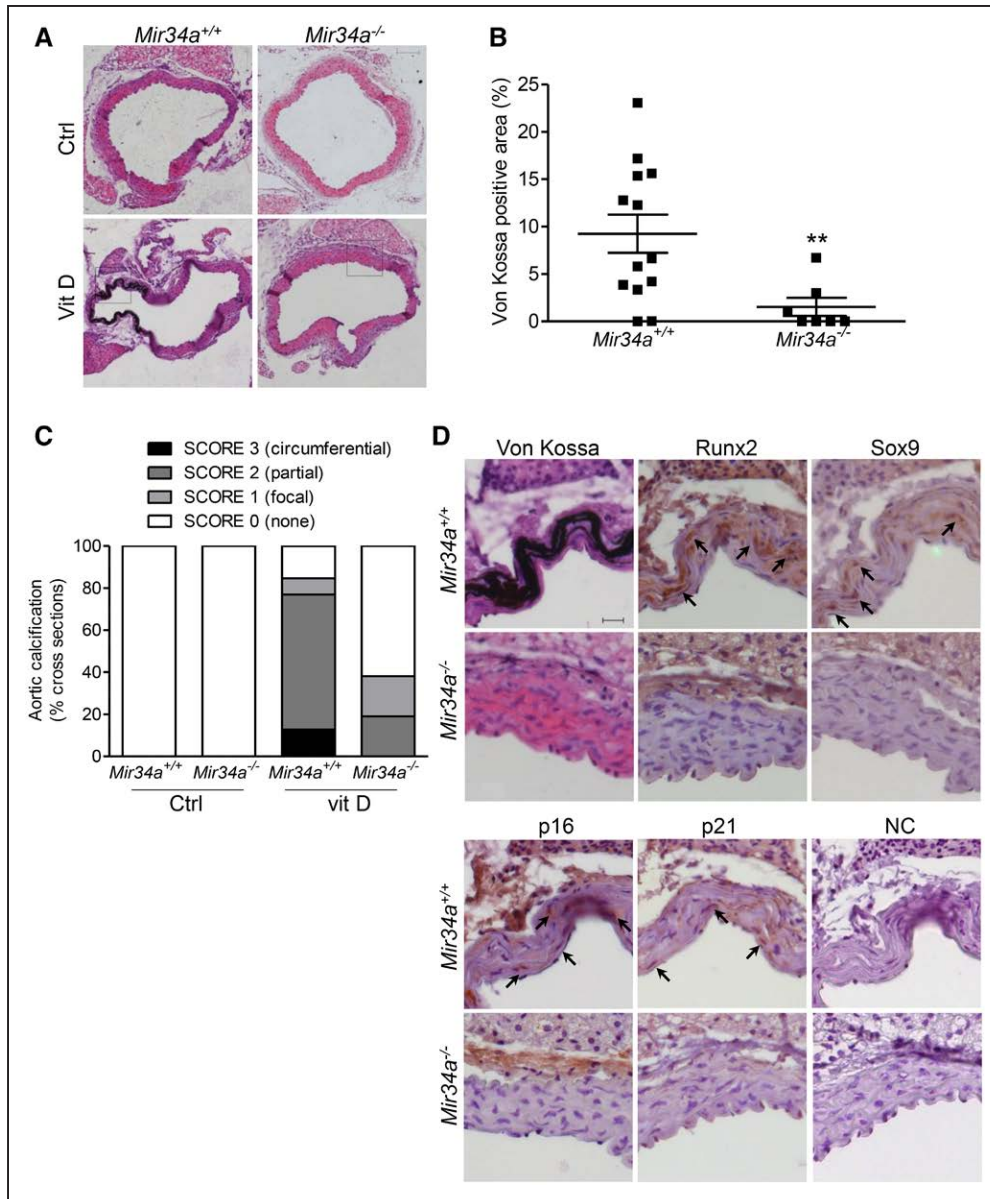 A
Mir34a+/+ Mir34a-/-
Ctrl
Vit D
B
Von Kossa positive area (%)
25
20
15
10
5
0
**
Mir34a+/+ Mir34a-/-
C
SCORE 3 (circumferential)
SCORE 2 (partial)
SCORE 1 (focal)
SCORE 0 (none)
Aortic calcification
(% cross sections)
100
80
60
40
20
0
Mir34a+/+ Mir34a-/- Mir34a+/+ Mir34a-/-
Ctrl vit D
D
Von Kossa Runx2 Sox9
Mir34a+/+
Mir34a-/-
p16 p21 NC
Mir34a+/+
Mir34a-/-